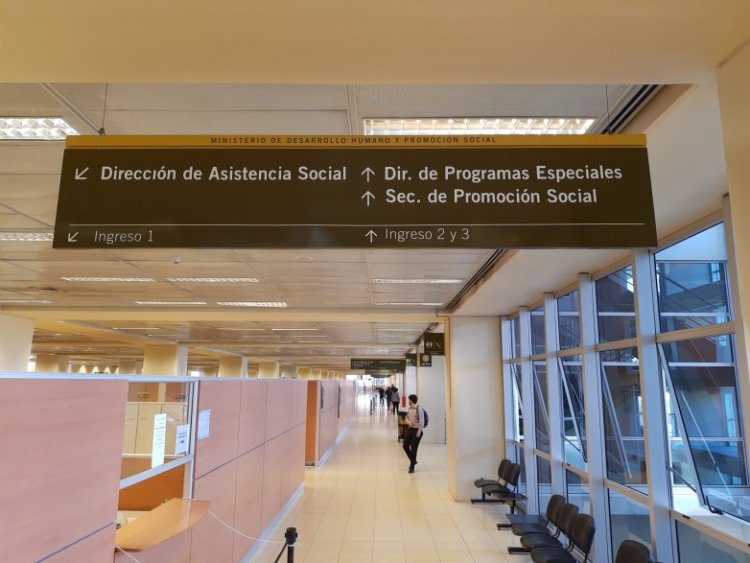 MINISTERIO DE DESARROLLO HUMANO Y PROMOCIÓN SOCIAL
↙ Dirección de Asistencia Social ↑ Dir. de Programas Especiales
↑ Sec. de Promoción Social
↙ Ingreso 1 ↑ Ingreso 2 y 3